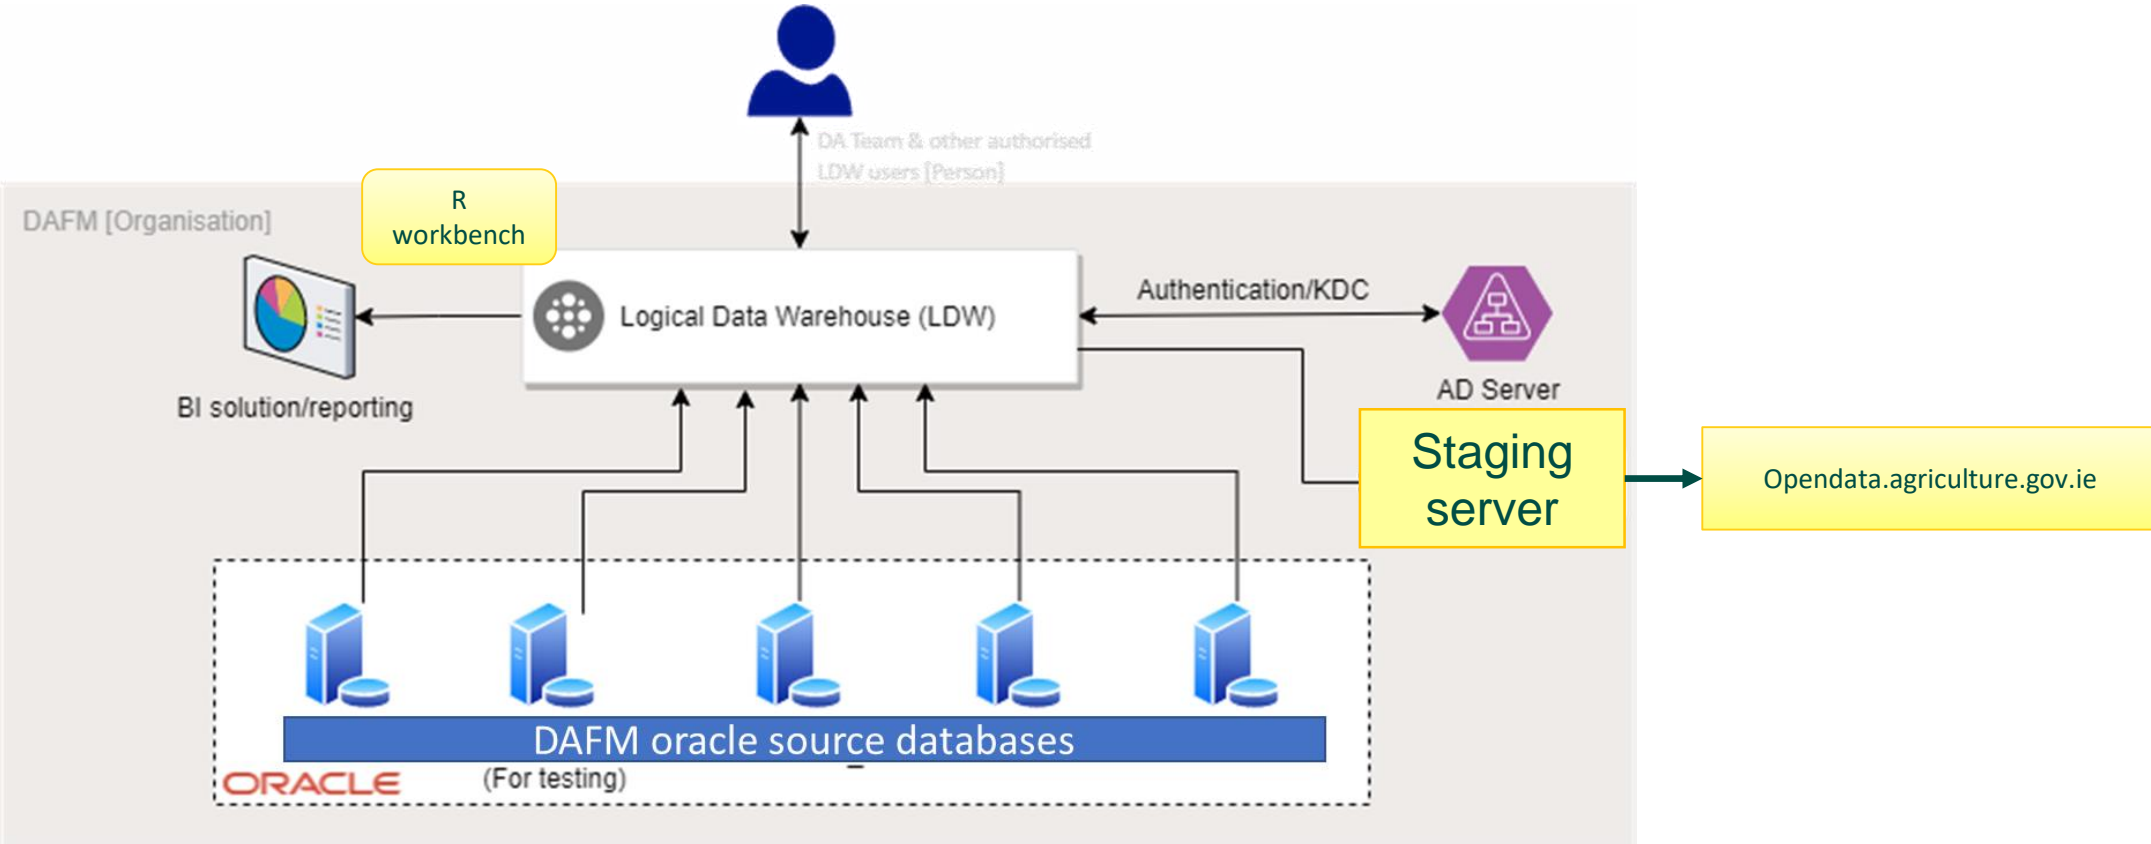 DA Team & other authorised
LDW users [Person]
DAFM [Organisation]
R
workbench
Logical Data Warehouse (LDW)
Authentication/KDC
BI solution/reporting
AD Server
Staging
server
Opendata.agriculture.gov.ie
DAFM oracle source databases
ORACLE
(For testing)